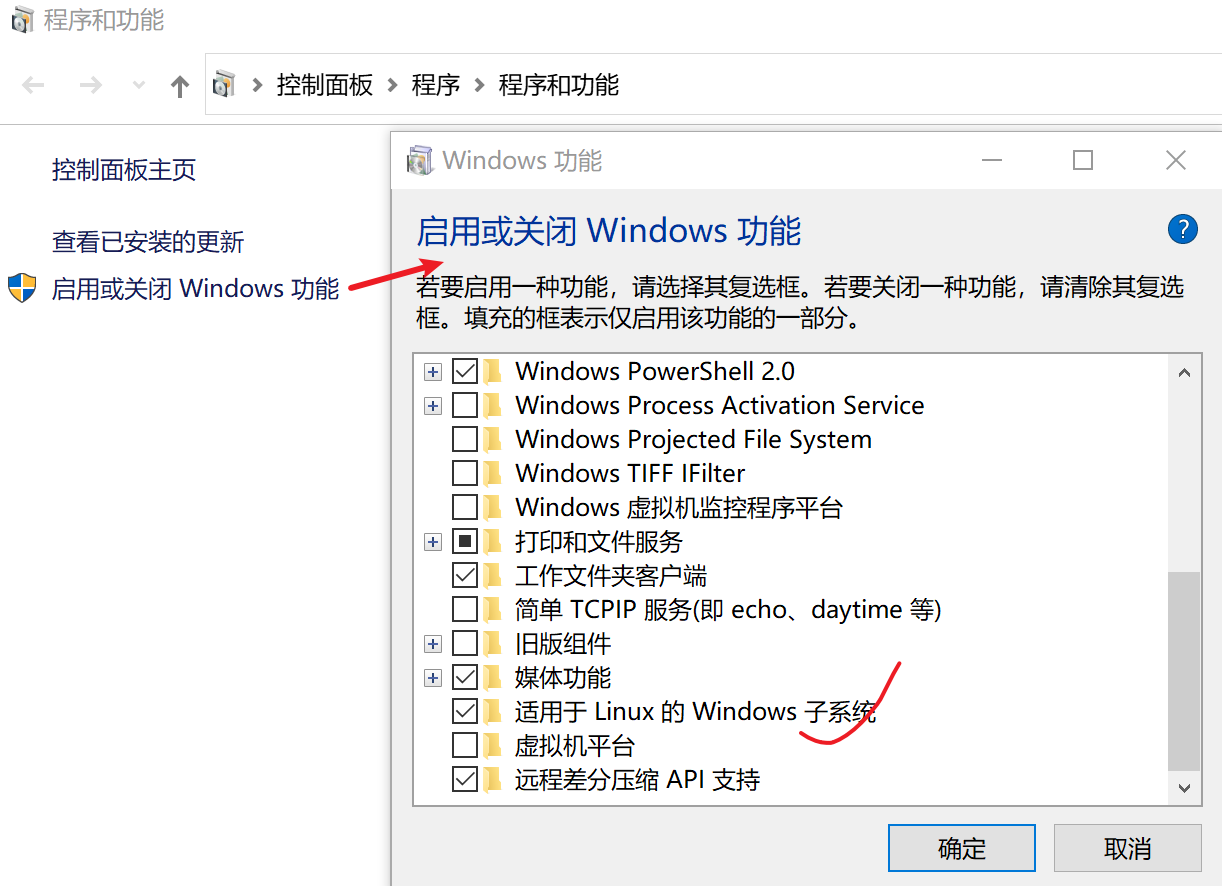 程序和功能
控制面板 > 程序 > 程序和功能
控制面板主页
查看已安装的更新
启用或关闭 Windows 功能
Windows 功能
启用或关闭 Windows 功能
?
若要启用一种功能，请选择其复选框。若要关闭一种功能，请清除其复选
框。填充的框表示仅启用该功能的一部分。
Windows PowerShell 2.0
Windows Process Activation Service
Windows Projected File System
Windows TIFF IFilter
Windows 虚拟机监控程序平台
打印和文件服务
工作文件夹客户端
简单 TCPIP 服务(即 echo、daytime 等)
旧版组件
媒体功能
适用于 Linux 的 Windows 子系统
虚拟机平台
远程差分压缩 API 支持
确定
取消